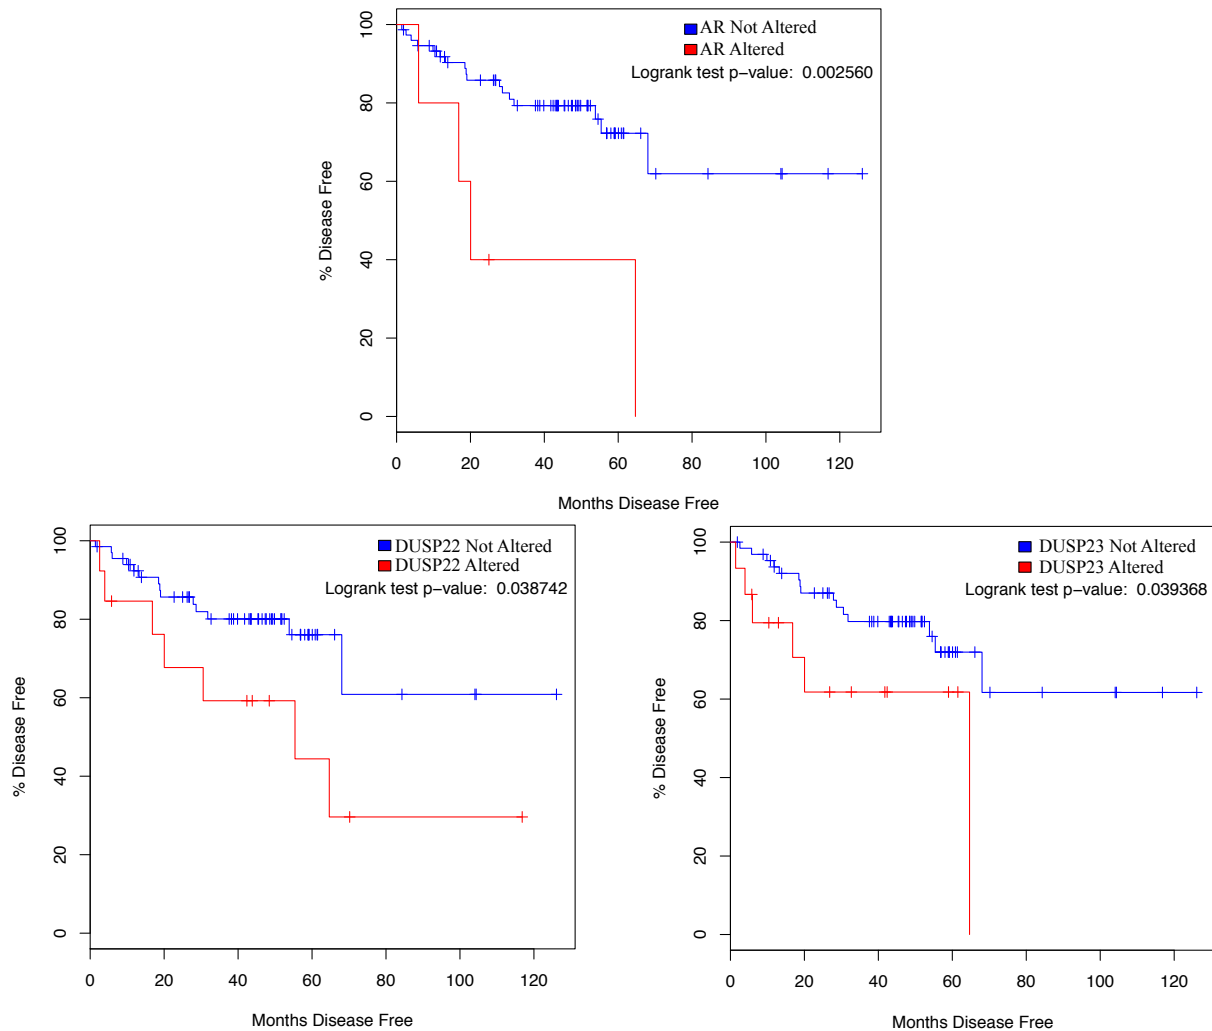 AR Not Altered
AR Altered
Logrank test p-value: 0.002560
100
80
60
40
20
0
% Disease Free
0 20 40 60 80 100 120
Months Disease Free
DUSP22 Not Altered
DUSP22 Altered
Logrank test p-value: 0.038742
100
80
60
40
20
0
% Disease Free
0 20 40 60 80 100 120
Months Disease Free
DUSP23 Not Altered
DUSP23 Altered
Logrank test p-value: 0.039368
100
80
60
40
20
0
% Disease Free
0 20 40 60 80 100 120
Months Disease Free